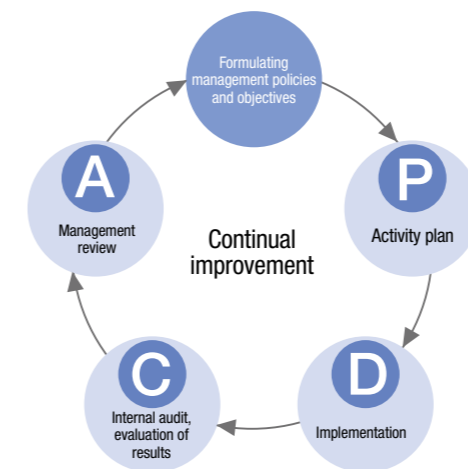 Formulating
management policies
and objectives
P
Activity plan
D
Implementation
C
Internal audit,
evaluation of
results
A
Management
review
Continual
improvement